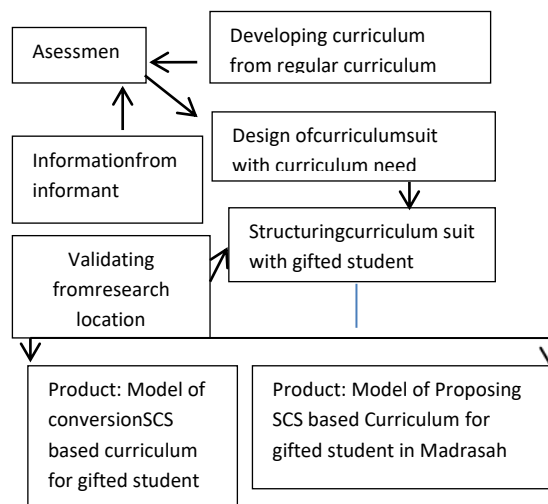 Asessmen
Developing curriculum
from regular curriculum
Informationfrom
informant
Design ofcurriculumsuit
with curriculum need
Structuringcurriculum suit
with gifted student
Validating
fromresearch
location
Product: Model of
conversionSCS
based curriculum
for gifted student
Product: Model of Proposing
SCS based Curriculum for
gifted student in Madrasah